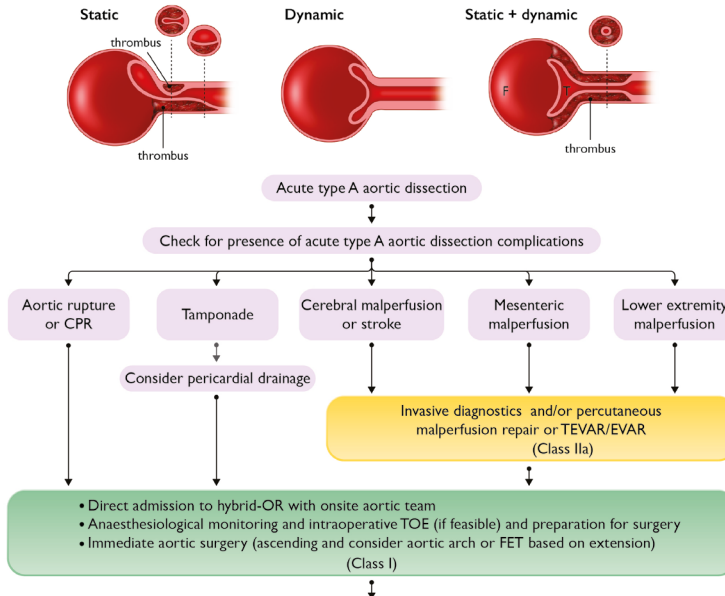 Static
Dynamic
Static + dynamic
thrombus
thrombus
F
T
thrombus
Acute type A aortic dissection
Check for presence of acute type A aortic dissection complications
Aortic rupture
or CPR
Tamponade
Cerebral malperfusion
or stroke
Mesenteric
malperfusion
Lower extremity
malperfusion
Consider pericardial drainage
Invasive diagnostics and/or percutaneous
malperfusion repair or TEVAR/EVAR
(Class IIa)
• Direct admission to hybrid-OR with onsite aortic team
• Anaesthesiological monitoring and intraoperative TOE (if feasible) and preparation for surgery
• Immediate aortic surgery (ascending and consider aortic arch or FET based on extension)
(Class I)